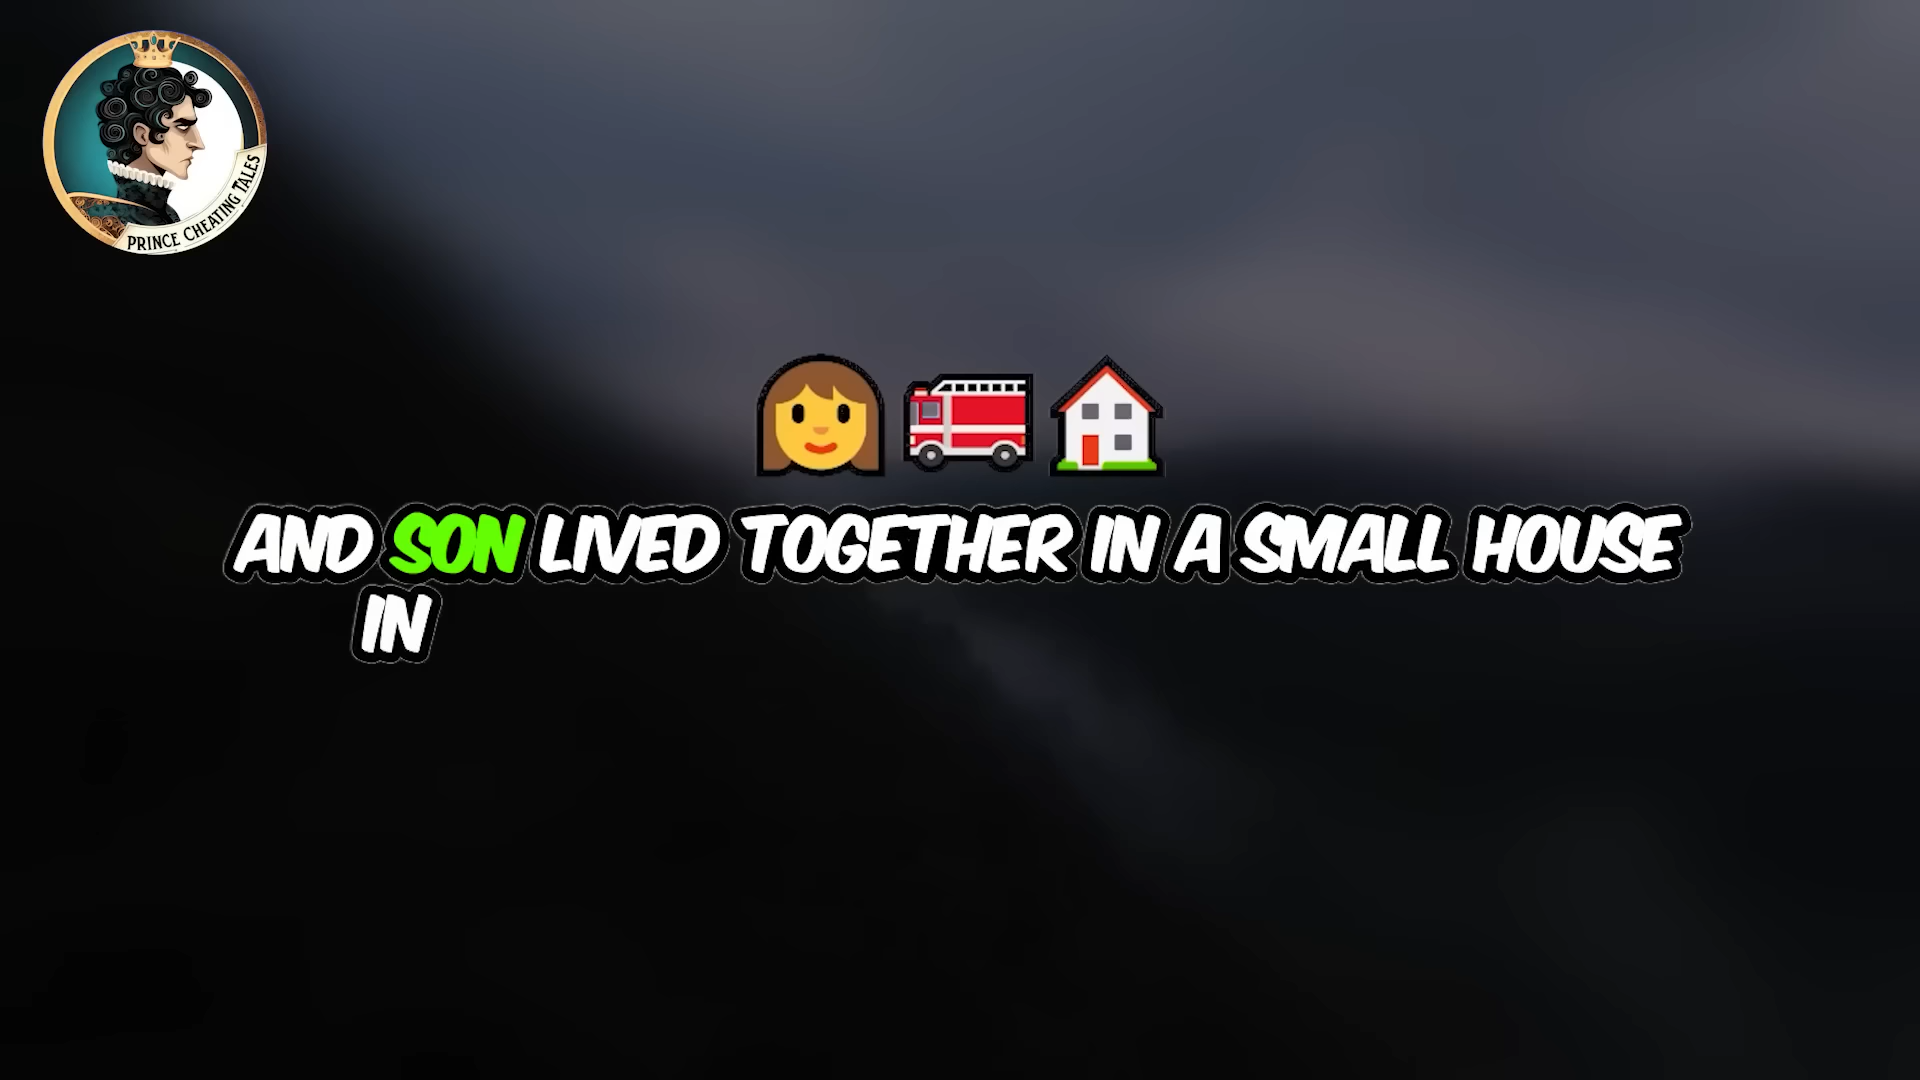 PRINCE CHEATING TALES
AND SON LIVED TOGETHER IN A SMALL HOUSE
IN